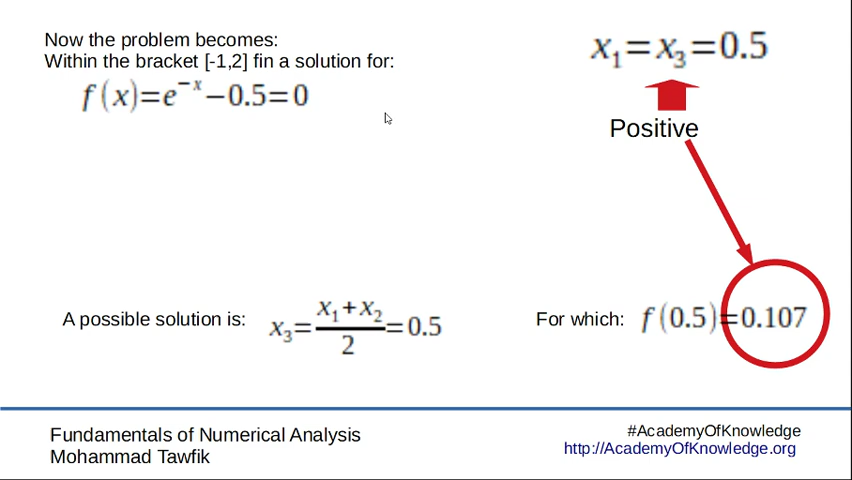 Now the problem becomes:
Within the bracket [-1,2] fin a solution for:
f(x)=e^{-x}-0.5=0
x₁=x₃=0.5
Positive
A possible solution is: x₃=(x₁+x₂)/2=0.5
For which: f(0.5)=0.107
Fundamentals of Numerical Analysis
Mohammad Tawfik
#AcademyOfKnowledge
http://AcademyOfKnowledge.org